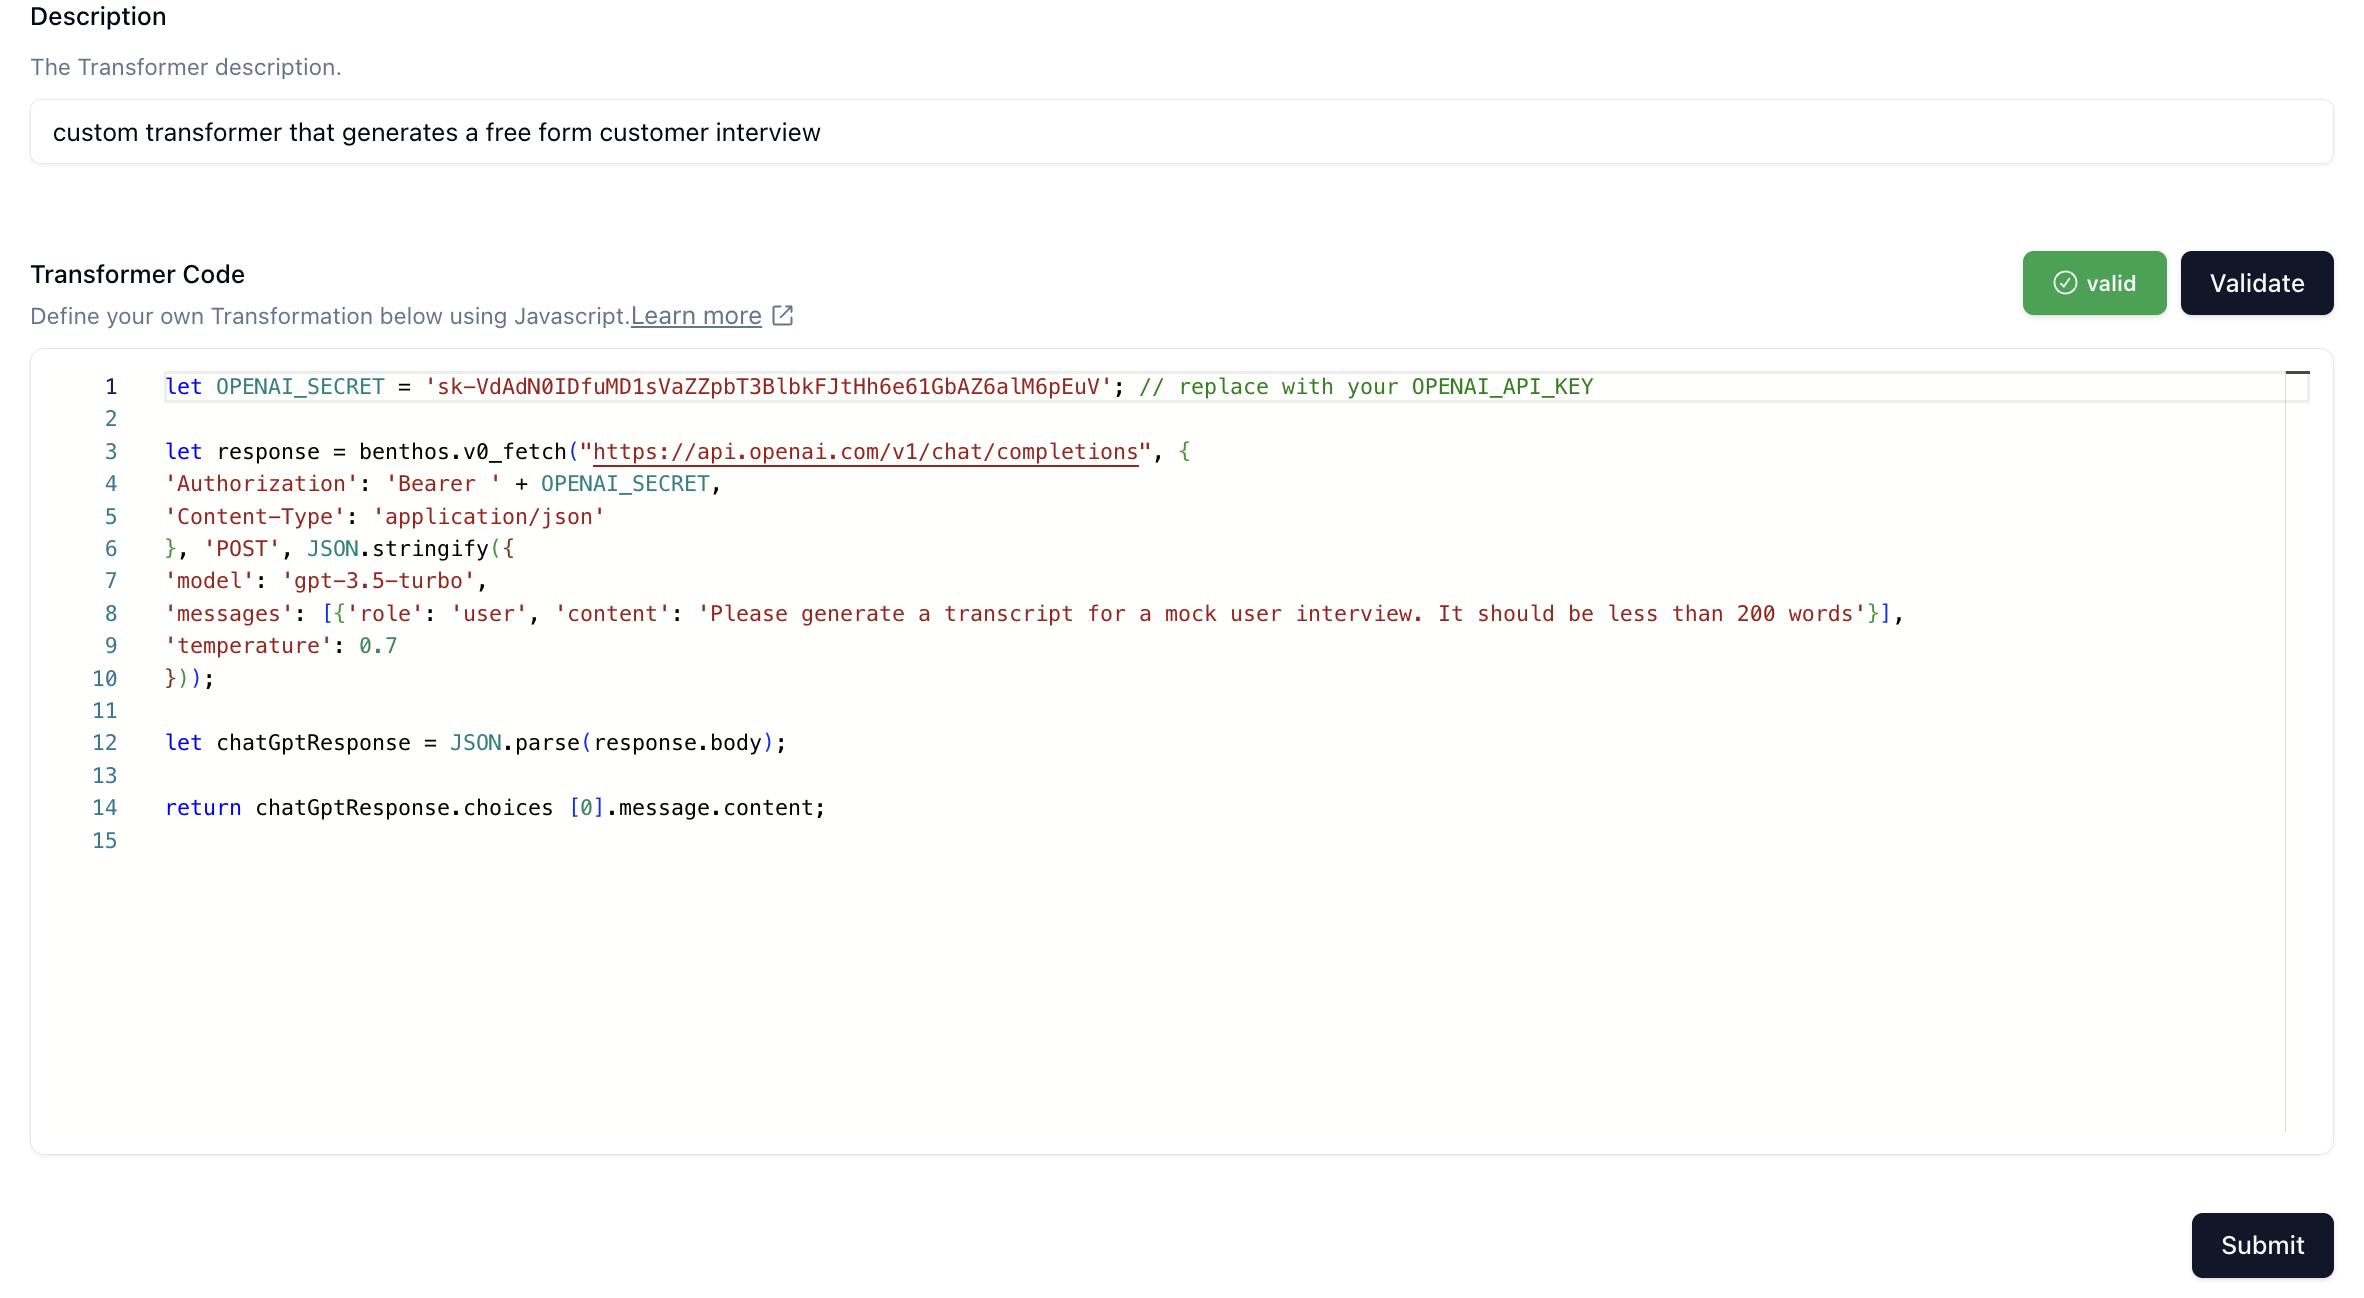 Description
The Transformer description.
custom transformer that generates a free form customer interview
Transformer Code
valid
Validate
Define your own Transformation below using Javascript.Learn more
1 let OPENAI_SECRET = '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'; // replace with your OPENAI_API_KEY
2
3 let response = benthos.v0_fetch("https://api.openai.com/v1/chat/completions", {
4 'Authorization': 'Bearer ' + OPENAI_SECRET,
5 'Content-Type': 'application/json'
6 }, 'POST', JSON.stringify({
7 'model': 'gpt-3.5-turbo',
8 'messages': [{'role': 'user', 'content': 'Please generate a transcript for a mock user interview. It should be less than 200 words'}],
9 'temperature': 0.7
10 }));
11
12 let chatGptResponse = JSON.parse(response.body);
13
14 return chatGptResponse.choices [0].message.content;
15
Submit